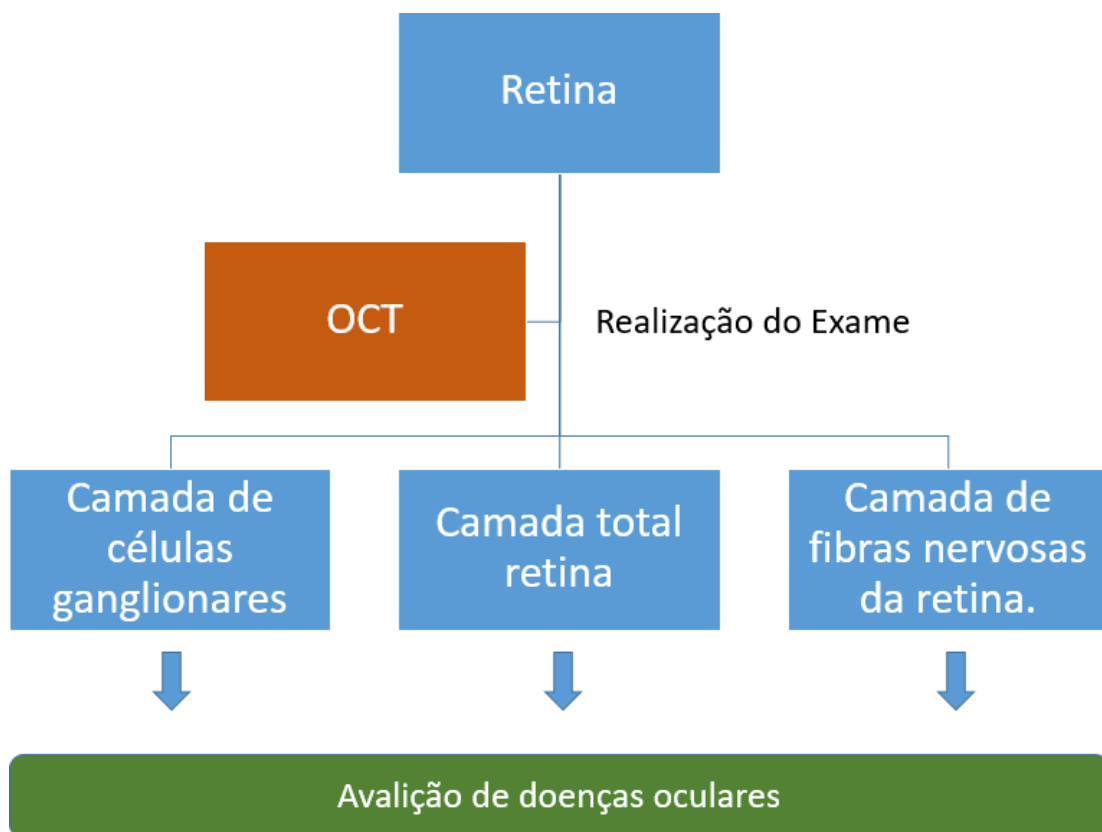 Retina
OCT
Realização do Exame
Camada de
células
ganglionares
Camada total
retina
Camada de
fibras nervosas
da retina.
Avalição de doenças oculares